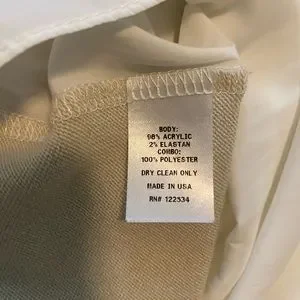 BODY:
98% ACRYLIC
2% ELASTAN
COMBO:
100% POLYESTER
DRY CLEAN ONLY
MADE IN USA
RN# 122534